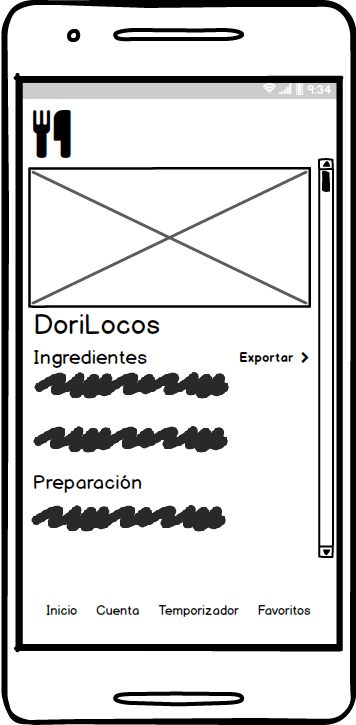 9:34
DoriLocos
Ingredientes
Exportar
Preparación
Inicio Cuenta Temporizador Favoritos